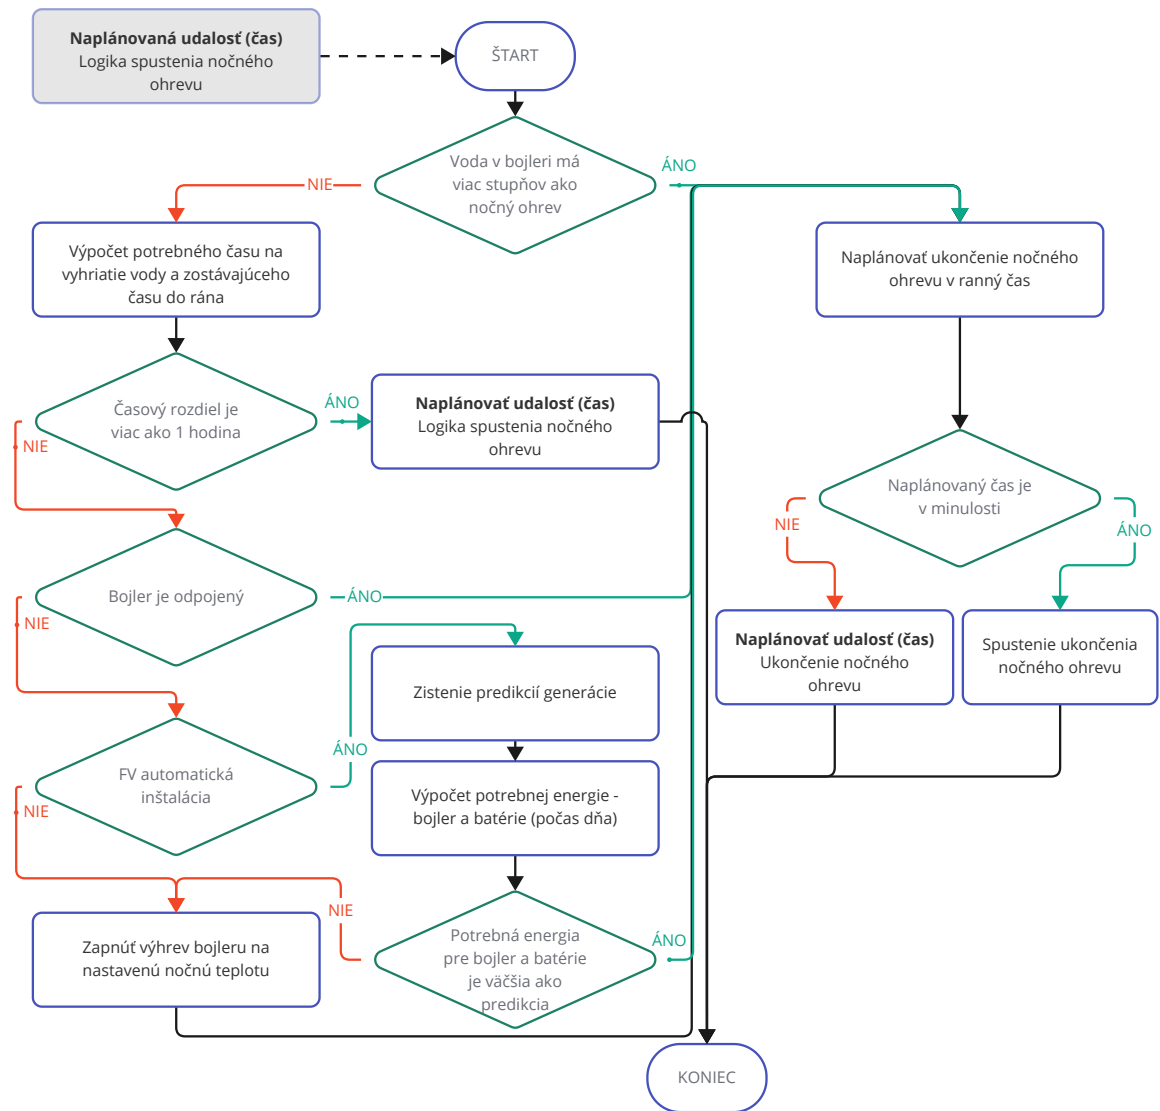 Naplánovaná udalosť (čas)
Logika spustenia nočného
ohrevu
ŠTART
Voda v bojleri má
viac stupňov ako
nočný ohrev
ÁNO
NIE
Výpočet potrebného času na
vyhriatie vody a zostávajúceho
času do rána
Naplánovať ukončenie nočného
ohrevu v ranný čas
Časový rozdiel je
viac ako 1 hodina
ÁNO
NIE
Naplánovať udalosť (čas)
Logika spustenia nočného
ohrevu
Naplánovaný čas je
v minulosti
NIE
ÁNO
Bojler je odpojený
ÁNO
NIE
Naplánovať udalosť (čas)
Ukončenie nočného
ohrevu
Spustenie ukončenia
nočného ohrevu
Zistenie predikcií generácie
FV automatická
inštalácia
ÁNO
NIE
Výpočet potrebnej energie -
bojler a batérie (počas dňa)
Zapnúť výhrev bojleru na
nastavenú nočnú teplotu
NIE
Potrebná energia
pre bojler a batérie
je väčšia ako
predikcia
ÁNO
KONIEC